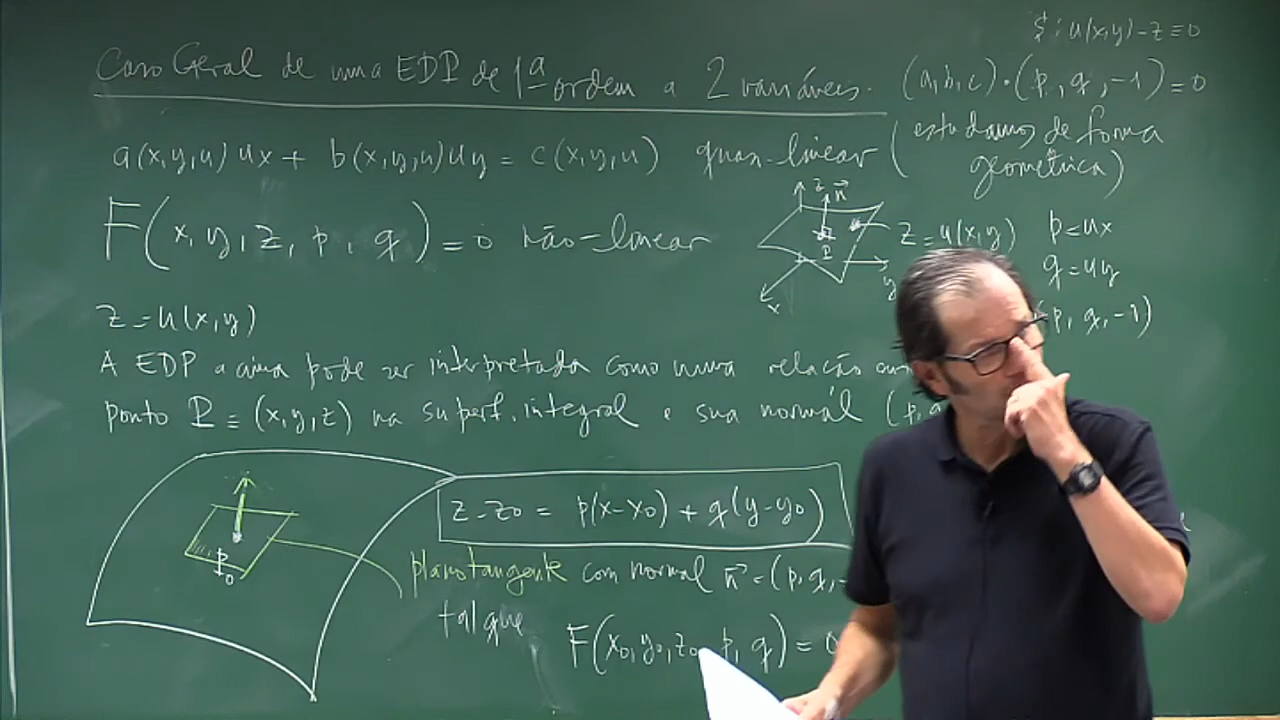 $: u(x,y)-z≡0
Caso Geral de uma EDP de 1ª ordem a 2 variáveis.
(a,b,c)·(p,q,-1)=0
a(x,y,u)ux + b(x,y,u)uy = c(x,y,u) quas-linear (estudamos de forma
geométrica)
F(x,y,z,p,q)=0 não-linear
z n⃗
P
y
x
z=u(x,y) p=ux
q=uy
p,q,-1)
z=u(x,y)
A EDP acima pode ser interpretada como uma relação
ponto P≡(x,y,z) na superf. integral e sua normal (p,q
z-z0 = p(x-x0)+q(y-y0)
P0
plano tangente com normal n⃗=(p,q,-
tal que
F(x0,y0,z0,p,q)=0